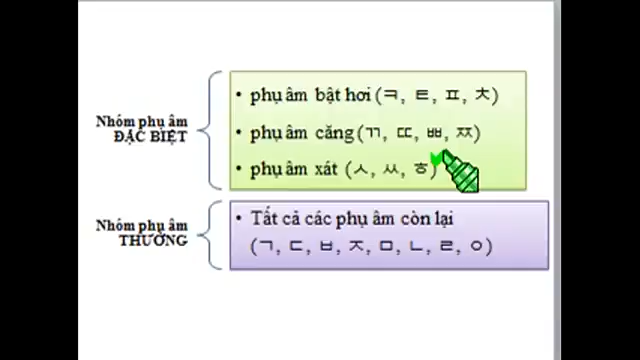 Nhóm phụ âm
ĐẶC BIỆT
• phụ âm bật hơi (ㅋ, ㅌ, ㅍ, ㅊ)
• phụ âm căng (ㄲ, ㄸ, ㅃ, ㅉ)
• phụ âm xát (ㅅ, ㅆ, ㅎ)
Nhóm phụ âm
THƯỜNG
• Tất cả các phụ âm còn lại
(ㄱ, ㄷ, ㅂ, ㅈ, ㅁ, ㄴ, ㄹ, ㅇ)